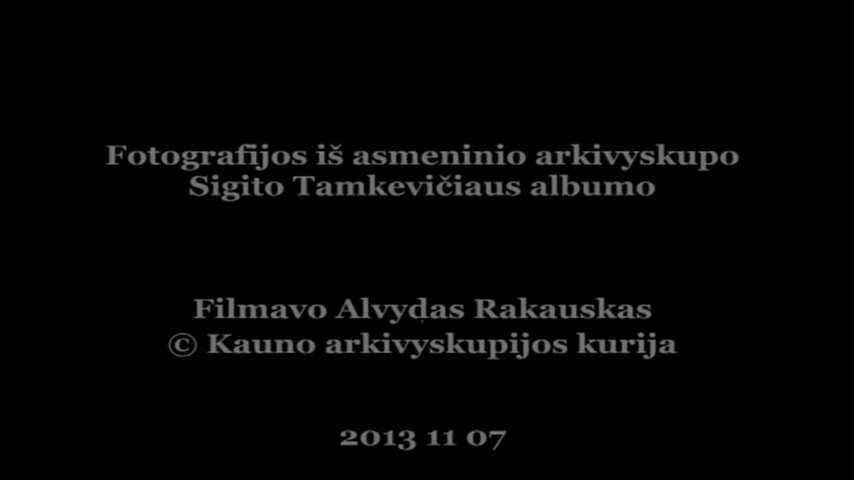 Fotografijos iš asmeninio arkivyskupo
Sigito Tamkevičiaus albumo
Filmavo Alvydas Rakauskas
© Kauno arkivyskupijos kurija
2013 11 07